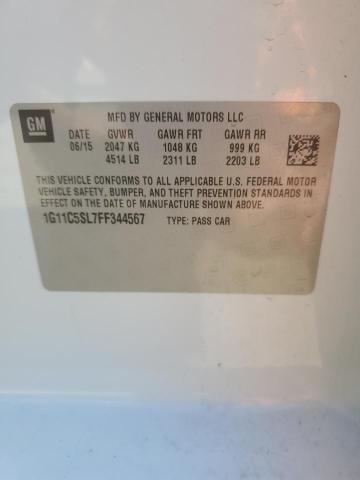 GM
MFD BY GENERAL MOTORS LLC
DATE GVWR GAWR FRT GAWR RR
06/15 2047 KG 1048 KG 999 KG
4514 LB 2311 LB 2203 LB
THIS VEHICLE CONFORMS TO ALL APPLICABLE U.S. FEDERAL MOTOR
VEHICLE SAFETY, BUMPER, AND THEFT PREVENTION STANDARDS IN
EFFECT ON THE DATE OF MANUFACTURE SHOWN ABOVE.
1G11C5SL7FF344567 TYPE: PASS CAR